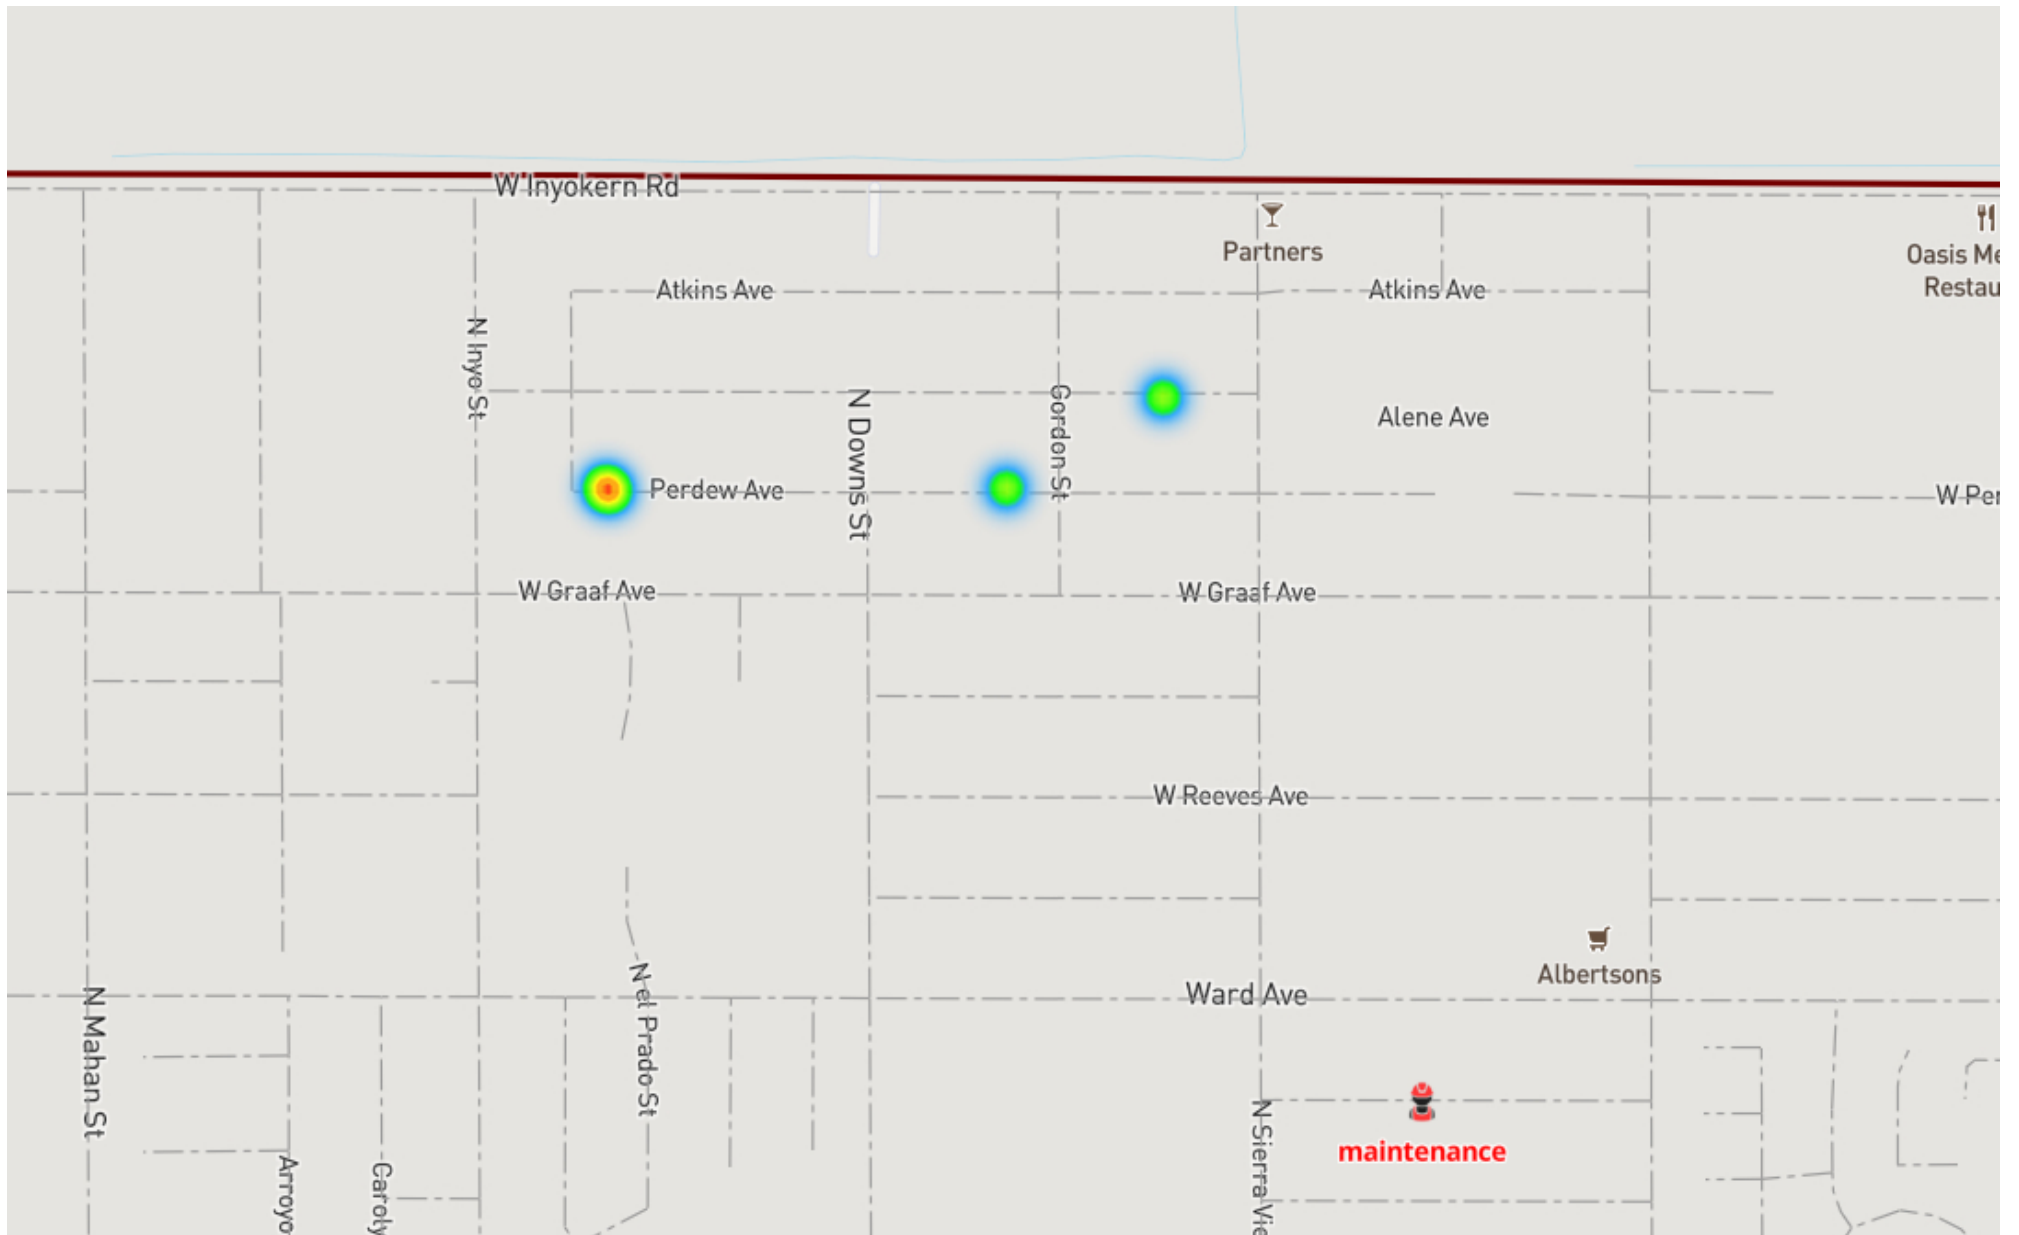 W Inyokern Rd
Partners
Oasis Me
Restau
Atkins Ave
Atkins Ave
N Inyo St
N Downs St
Gordon St
Alene Ave
Perdew Ave
W Per
W Graaf Ave
W Graaf Ave
W Reeves Ave
Albertsons
Ward Ave
N Mahan St
N el Prado St
maintenance
Arroyo
Caroly
N Sierra Vie